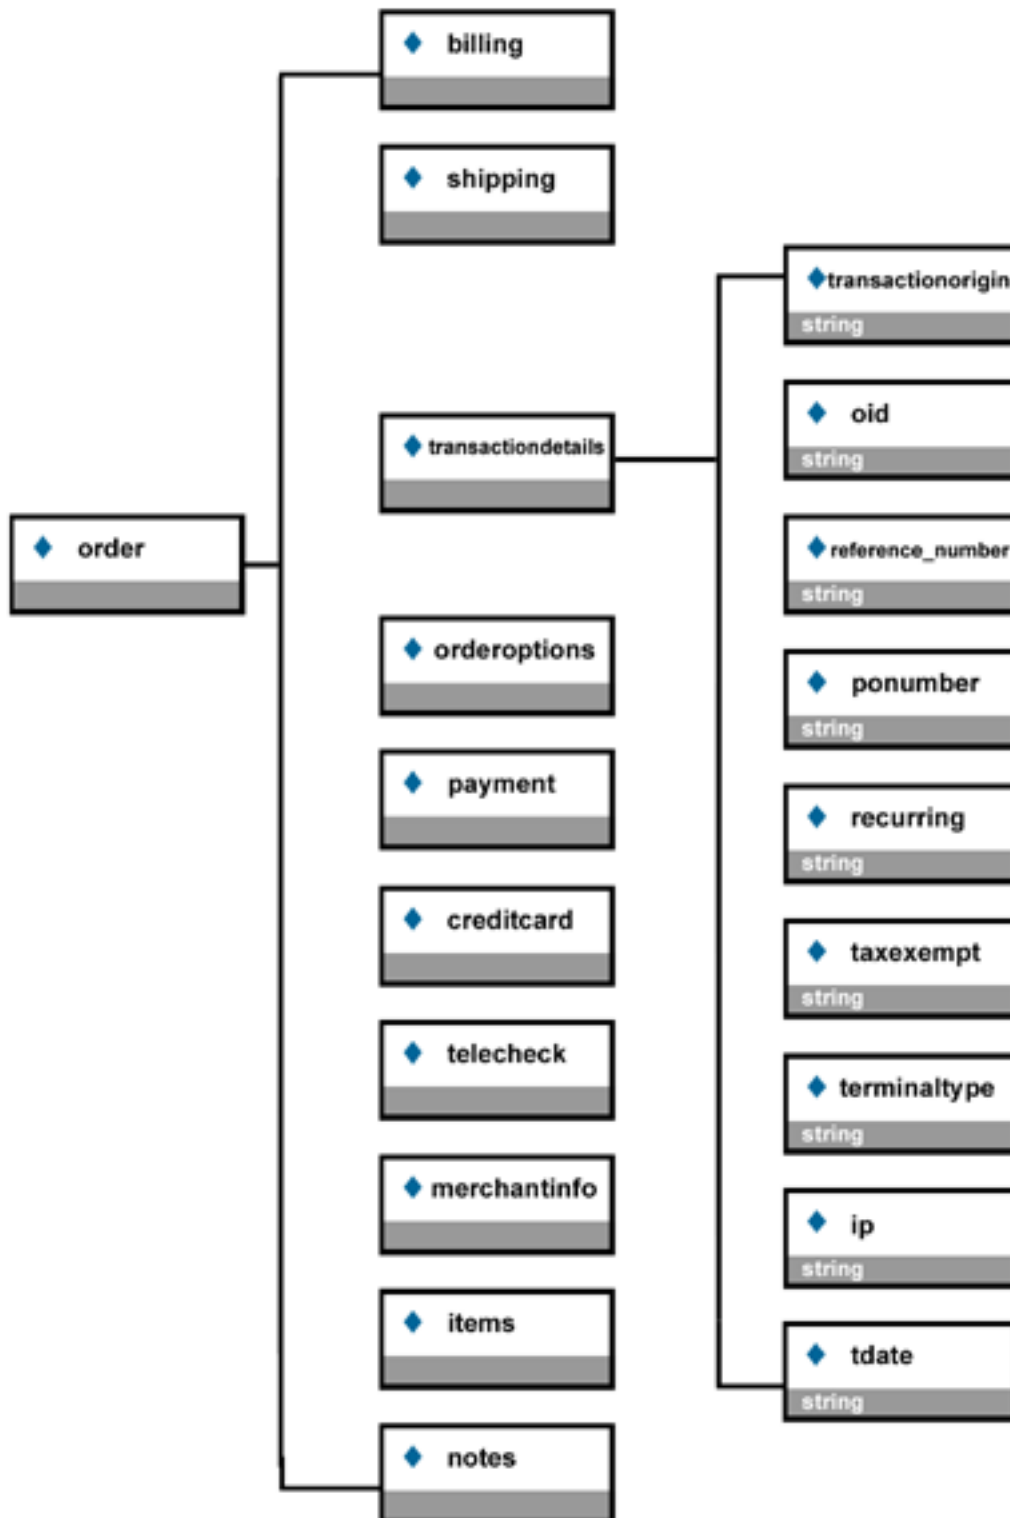 billing
shipping
transactionorigin
string
oid
string
transactiondetails
reference_number
string
order
orderoptions
ponumber
string
payment
recurring
string
creditcard
taxexempt
string
telecheck
terminaltype
string
merchantinfo
ip
string
items
tdate
string
notes